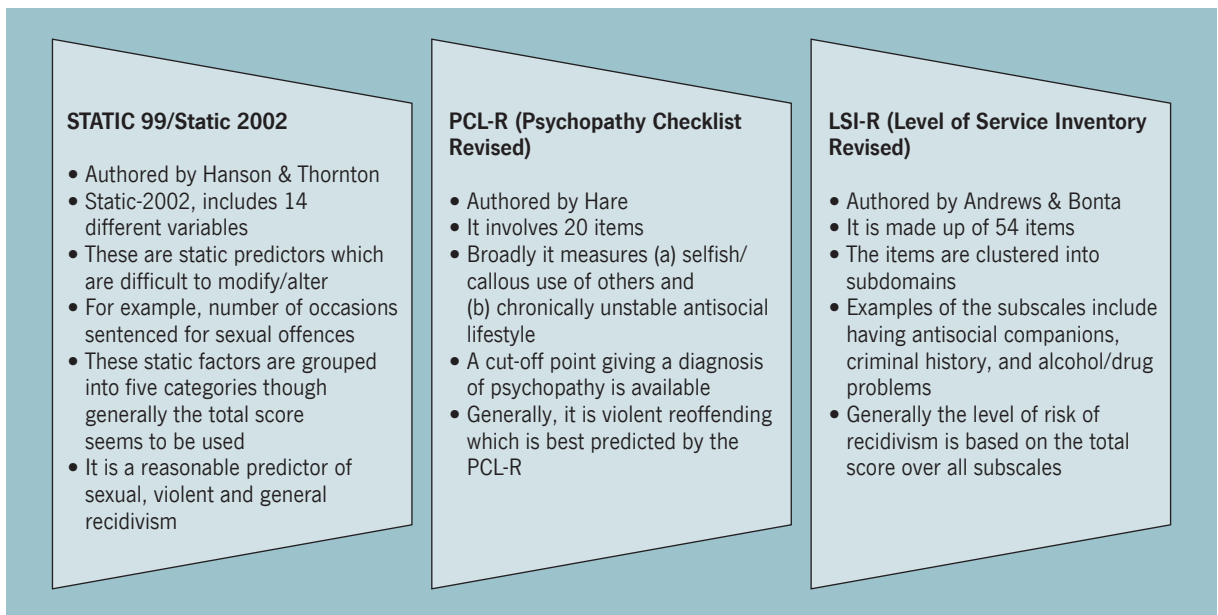 STATIC 99/Static 2002
• Authored by Hanson & Thornton
• Static-2002, includes 14
different variables
• These are static predictors which
are difficult to modify/alter
• For example, number of occasions
sentenced for sexual offences
• These static factors are grouped
into five categories though
generally the total score
seems to be used
• It is a reasonable predictor of
sexual, violent and general
recidivism
PCL-R (Psychopathy Checklist
Revised)
• Authored by Hare
• It involves 20 items
• Broadly it measures (a) selfish/
callous use of others and
(b) chronically unstable antisocial
lifestyle
• A cut-off point giving a diagnosis
of psychopathy is available
• Generally, it is violent reoffending
which is best predicted by the
PCL-R
LSI-R (Level of Service Inventory
Revised)
• Authored by Andrews & Bonta
• It is made up of 54 items
• The items are clustered into
subdomains
• Examples of the subscales include
having antisocial companions,
criminal history, and alcohol/drug
problems
• Generally the level of risk of
recidivism is based on the total
score over all subscales